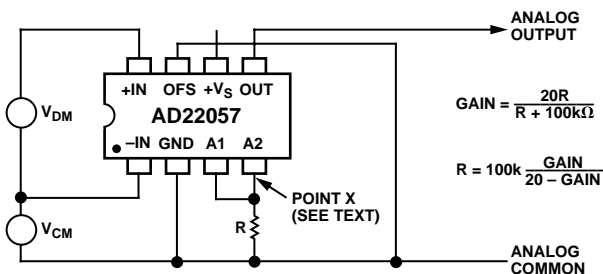 ANALOG
OUTPUT
+IN OFS +VS OUT
AD22057
–IN GND A1 A2
VDM
VCM
GAIN = 20R / R + 100kΩ
R = 100k GAIN / 20 – GAIN
POINT X
(SEE TEXT)
R
ANALOG
COMMON